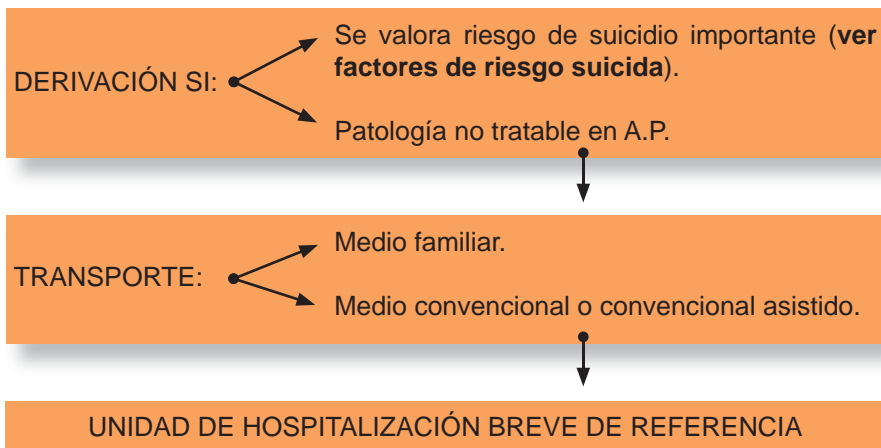 Se valora riesgo de suicidio importante (ver
factores de riesgo suicida).
DERIVACIÓN SI:
Patología no tratable en A.P.
Medio familiar.
TRANSPORTE:
Medio convencional o convencional asistido.
UNIDAD DE HOSPITALIZACIÓN BREVE DE REFERENCIA